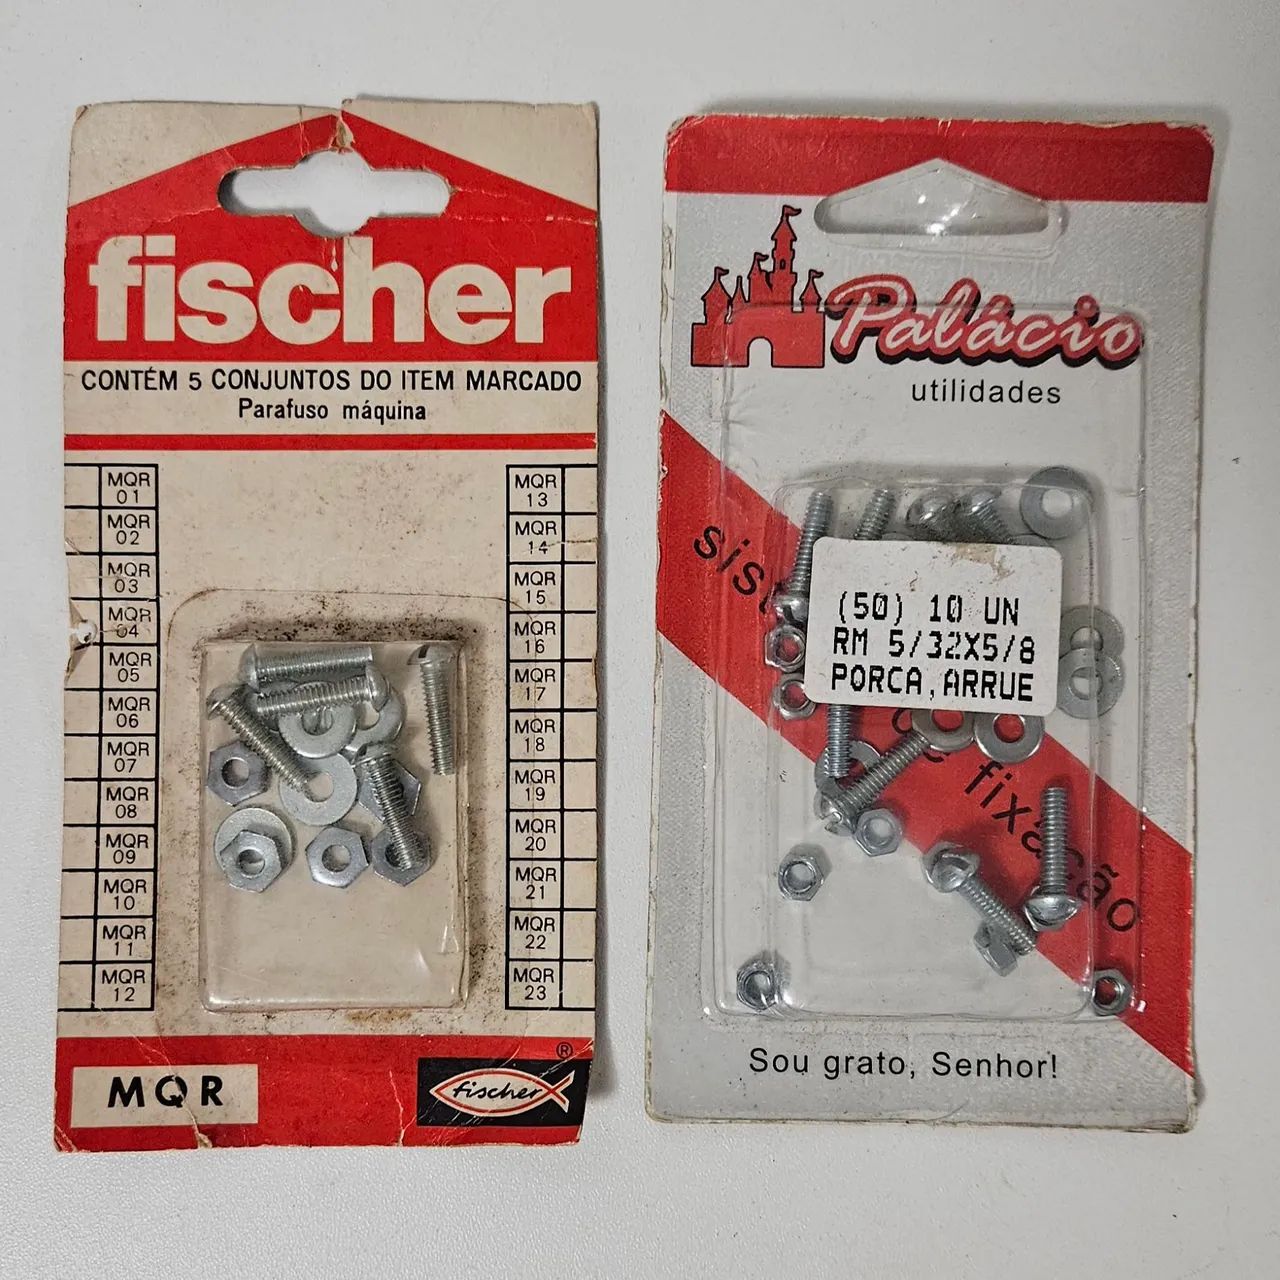 fischer
CONTÉM 5 CONJUNTOS DO ITEM MARCADO
Parafuso máquina
MQR
01
MQR
02
MQR
03
MQR
04
MQR
05
MQR
06
MQR
07
MQR
08
MQR
09
MQR
10
MQR
11
MQR
12
MQR
13
MQR
14
MQR
15
MQR
16
MQR
17
MQR
18
MQR
19
MQR
20
MQR
21
MQR
22
MQR
23
MQR
fischer
®
Palácio
utilidades
(50) 10 UN
RM 5/32X5/8
PORCA,ARRUE
de fixação
Sou grato, Senhor!